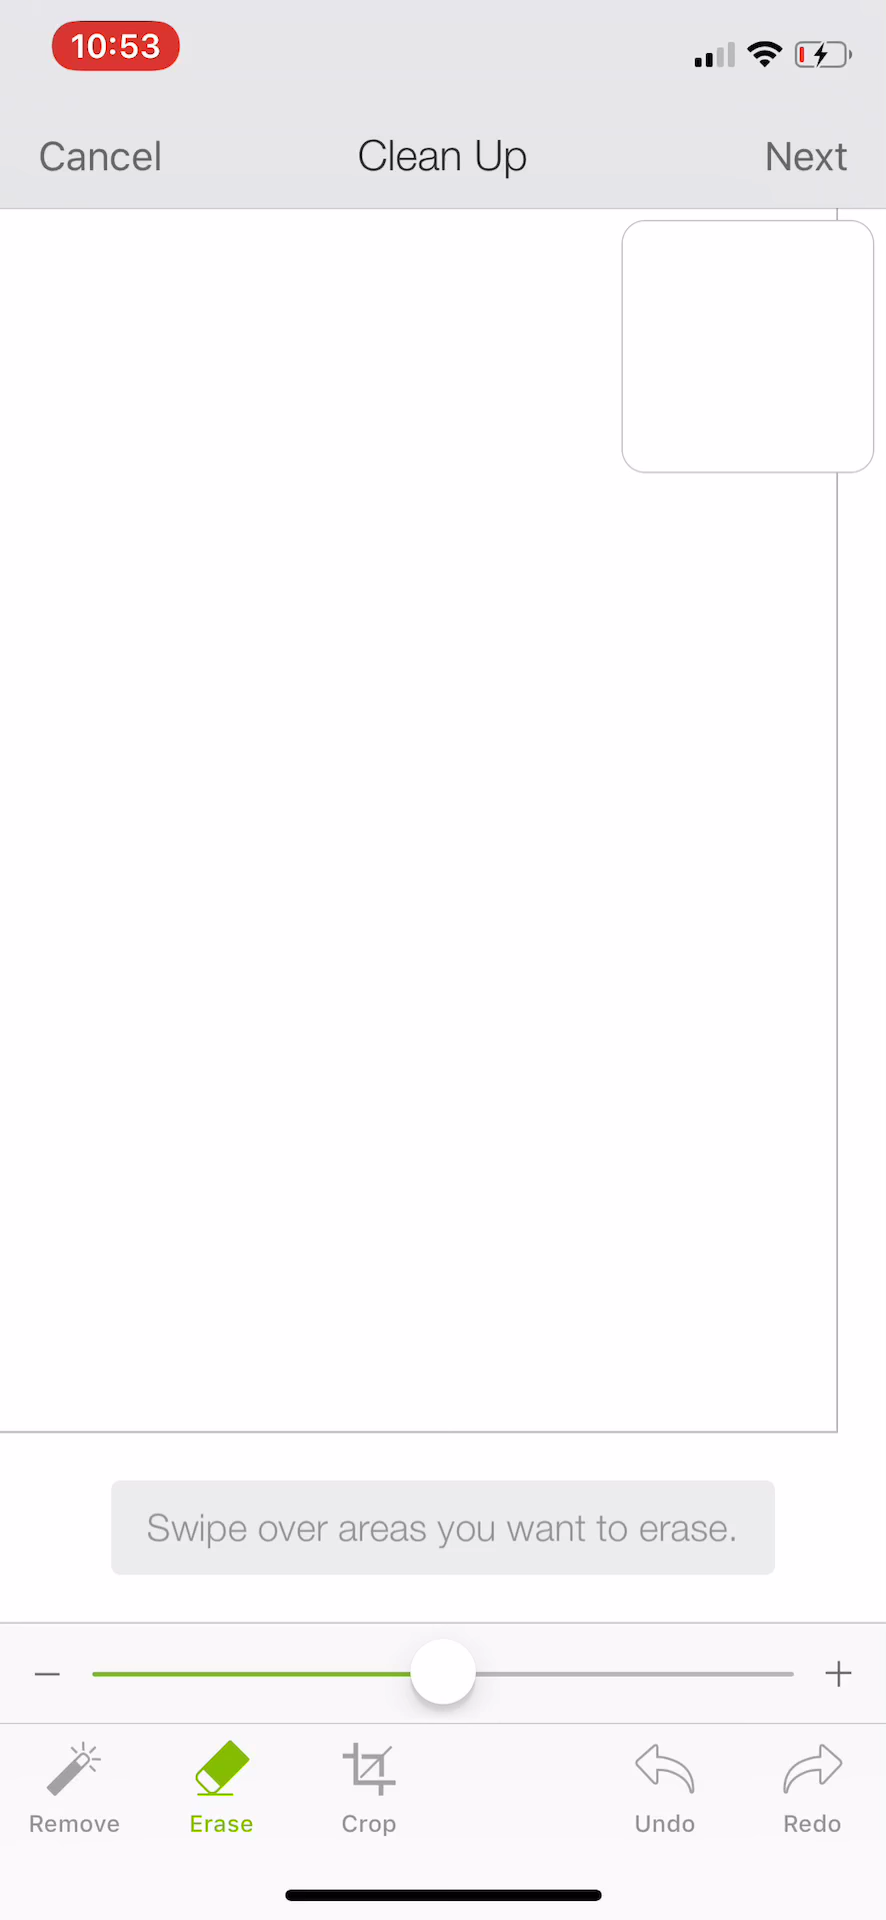 10:53
Cancel
Clean Up
Next
Swipe over areas you want to erase.
Remove
Erase
Crop
Undo
Redo